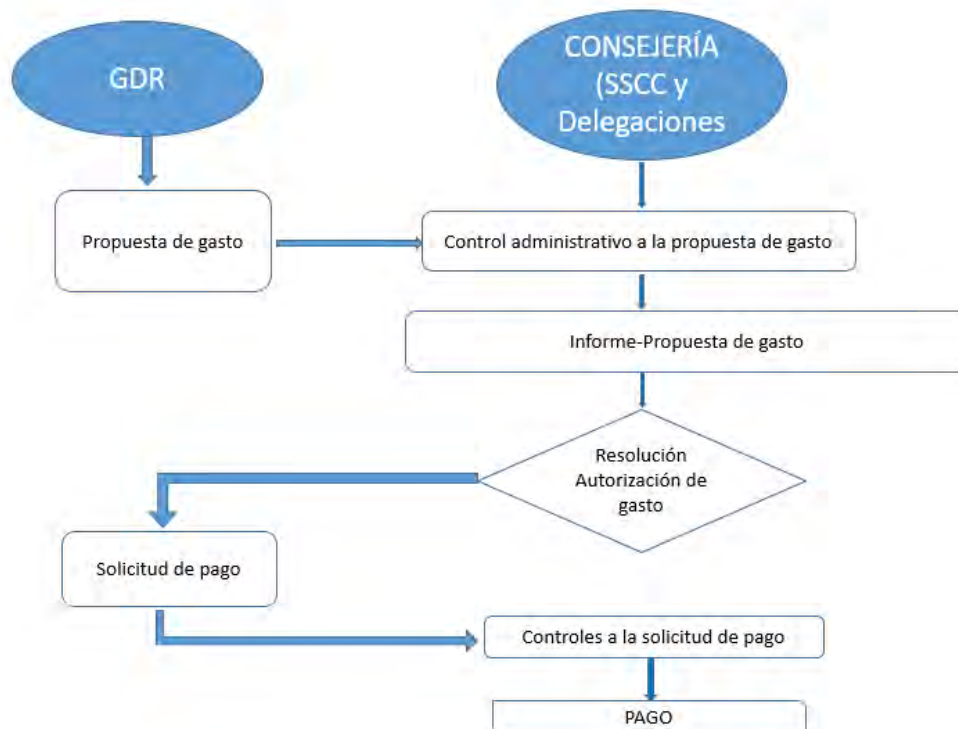 GDR
CONSEJERÍA
(SSCC y
Delegaciones
Propuesta de gasto
Control administrativo a la propuesta de gasto
Informe-Propuesta de gasto
Resolución
Autorización de
gasto
Solicitud de pago
Controles a la solicitud de pago
PAGO